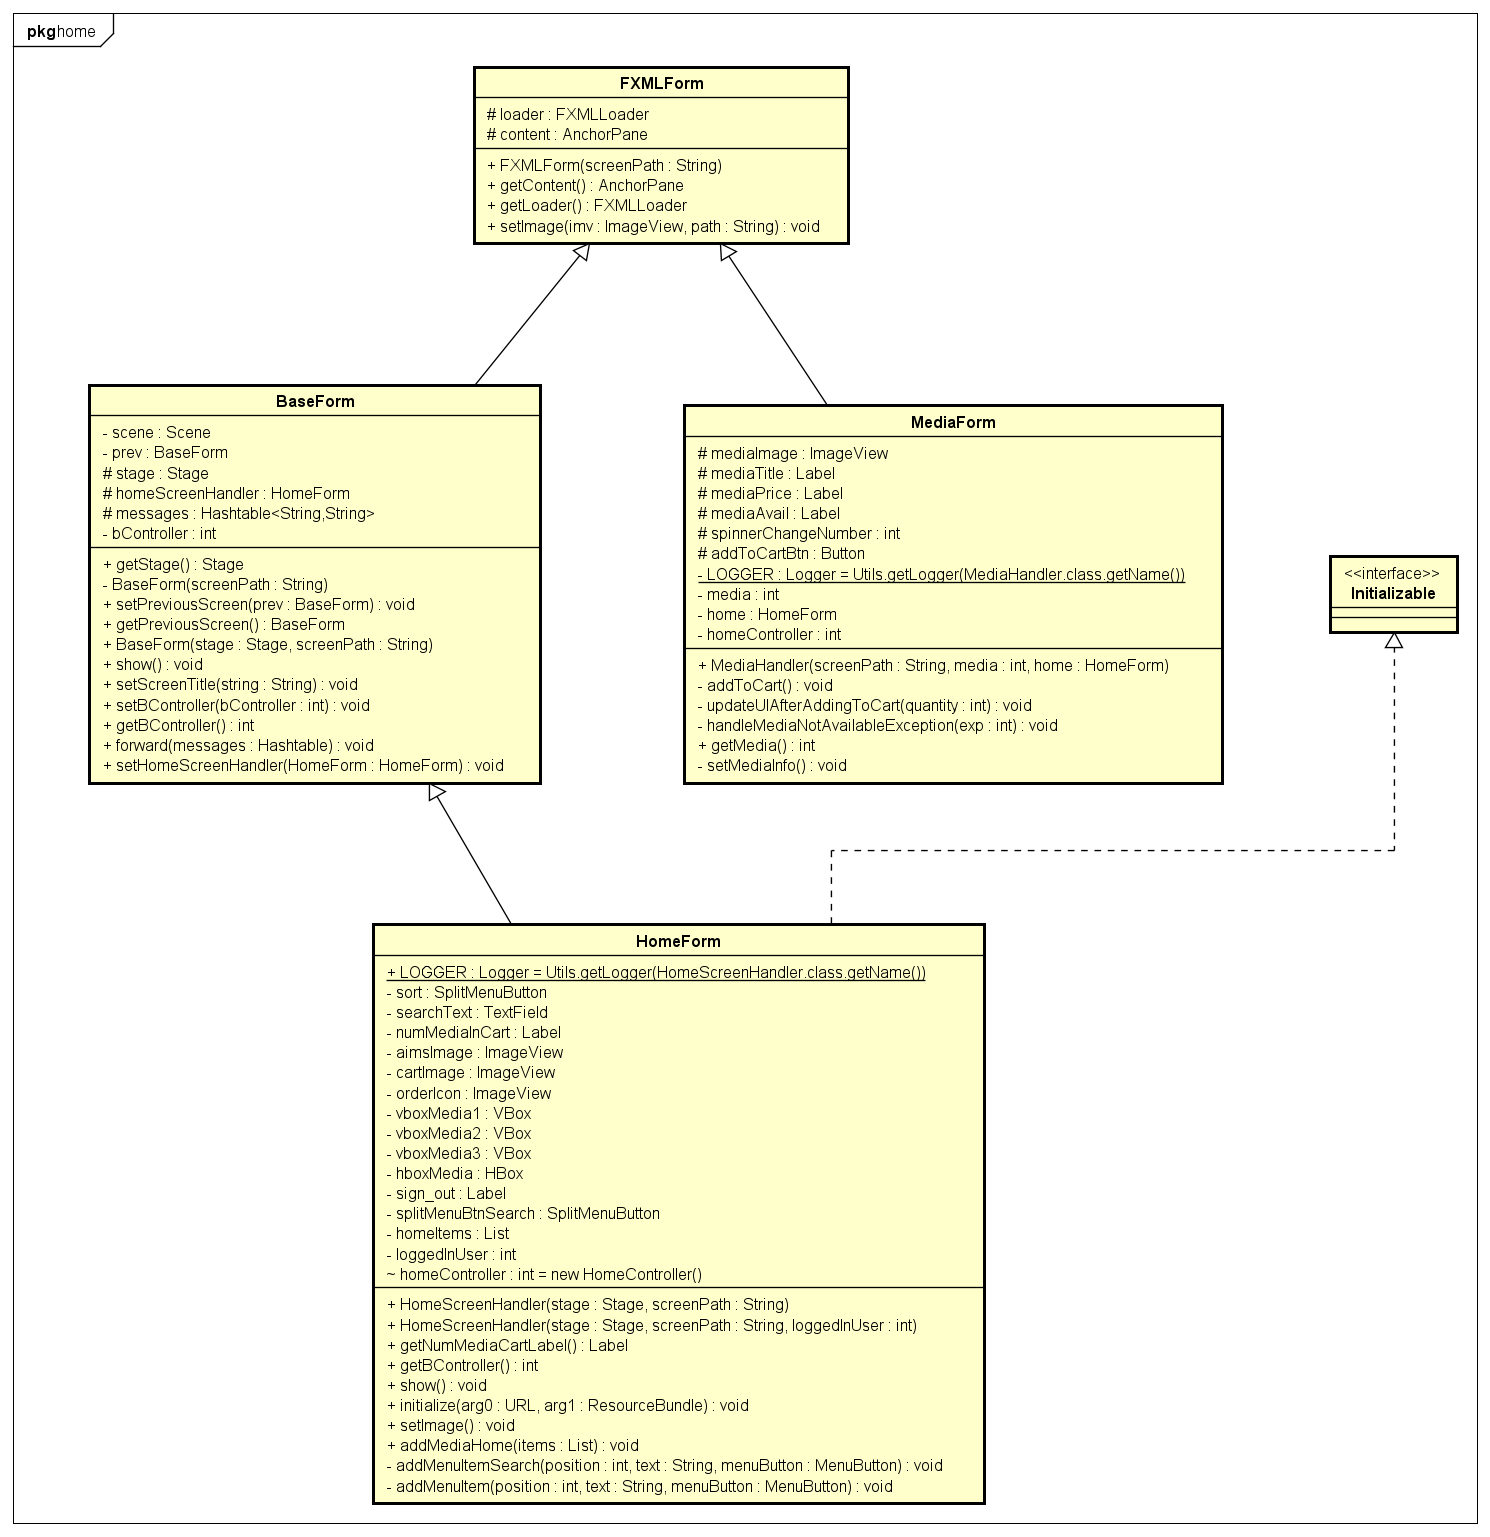 pkg home
FXMLForm
# loader : FXMLLoader
# content : AnchorPane
+ FXMLForm(screenPath : String)
+ getContent() : AnchorPane
+ getLoader() : FXMLLoader
+ setImage(imv : ImageView, path : String) : void
BaseForm
- scene : Scene
- prev : BaseForm
# stage : Stage
# homeScreenHandler : HomeForm
# messages : Hashtable<String,String>
- bController : int
+ getStage() : Stage
- BaseForm(screenPath : String)
+ setPreviousScreen(prev : BaseForm) : void
+ getPreviousScreen() : BaseForm
+ BaseForm(stage : Stage, screenPath : String)
+ show() : void
+ setScreenTitle(string : String) : void
+ setBController(bController : int) : void
+ getBController() : int
+ forward(messages : Hashtable) : void
+ setHomeScreenHandler(HomeForm : HomeForm) : void
MediaForm
# mediaImage : ImageView
# mediaTitle : Label
# mediaPrice : Label
# mediaAvail : Label
# spinnerChangeNumber : int
# addToCartBtn : Button
- LOGGER : Logger = Utils.getLogger(MediaHandler.class.getName())
- media : int
- home : HomeForm
- homeController : int
+ MediaHandler(screenPath : String, media : int, home : HomeForm)
- addToCart() : void
- updateUIAfterAddingToCart(quantity : int) : void
- handleMediaNotAvailableException(exp : int) : void
+ getMedia() : int
- setMediaInfo() : void
<<interface>>
Initializable
HomeForm
+ LOGGER : Logger = Utils.getLogger(HomeScreenHandler.class.getName())
- sort : SplitMenuButton
- searchText : TextField
- numMediaInCart : Label
- aimsImage : ImageView
- cartImage : ImageView
- orderIcon : ImageView
- vboxMedia1 : VBox
- vboxMedia2 : VBox
- vboxMedia3 : VBox
- hboxMedia : HBox
- sign_out : Label
- splitMenuBtnSearch : SplitMenuButton
- homeItems : List
- loggedInUser : int
~ homeController : int = new HomeController()
+ HomeScreenHandler(stage : Stage, screenPath : String)
+ HomeScreenHandler(stage : Stage, screenPath : String, loggedInUser : int)
+ getNumMediaCartLabel() : Label
+ getBController() : int
+ show() : void
+ initialize(arg0 : URL, arg1 : ResourceBundle) : void
+ setImage() : void
+ addMediaHome(items : List) : void
- addMenuItemSearch(position : int, text : String, menuButton : MenuButton) : void
- addMenuItem(position : int, text : String, menuButton : MenuButton) : void